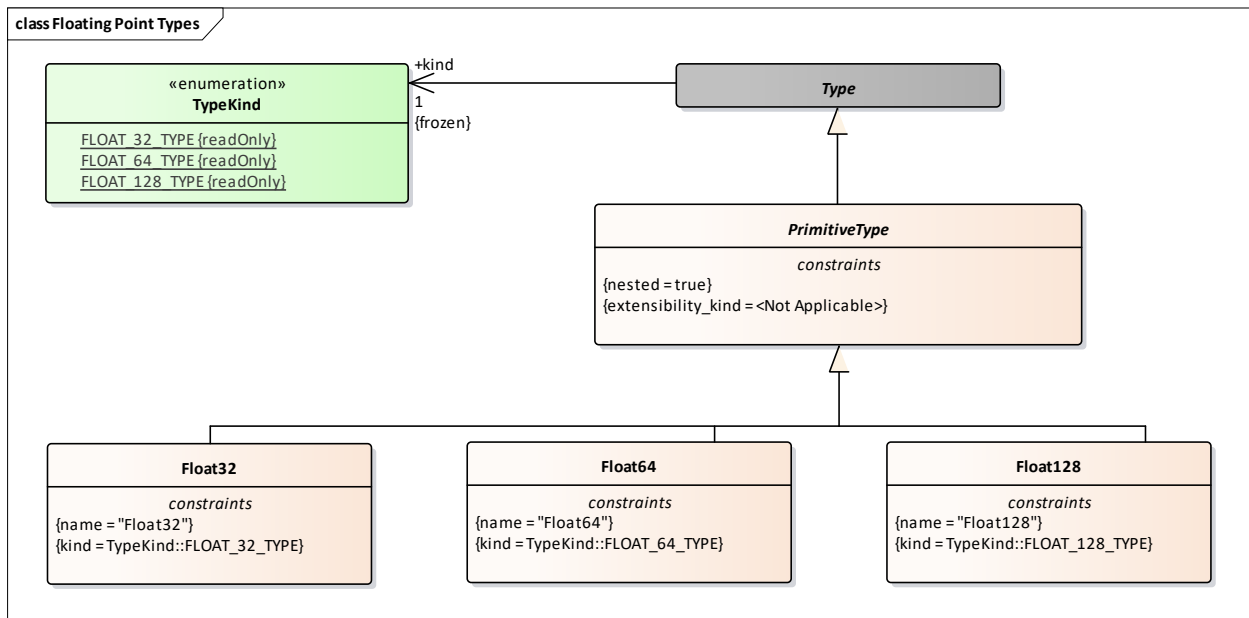 class Floating Point Types
«enumeration»
TypeKind
FLOAT_32_TYPE {readOnly}
FLOAT_64_TYPE {readOnly}
FLOAT_128_TYPE {readOnly}
+kind
1
{frozen}
Type
PrimitiveType
constraints
{nested = true}
{extensibility_kind = <Not Applicable>}
Float32
constraints
{name = "Float32"}
{kind = TypeKind::FLOAT_32_TYPE}
Float64
constraints
{name = "Float64"}
{kind = TypeKind::FLOAT_64_TYPE}
Float128
constraints
{name = "Float128"}
{kind = TypeKind::FLOAT_128_TYPE}